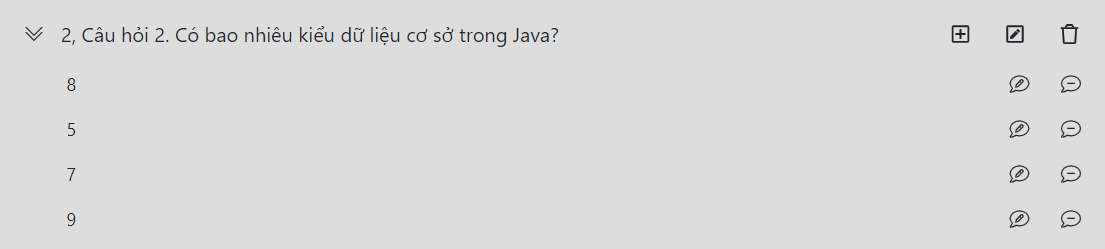 2, Câu hỏi 2. Có bao nhiêu kiểu dữ liệu cơ sở trong Java?
8
5
7
9